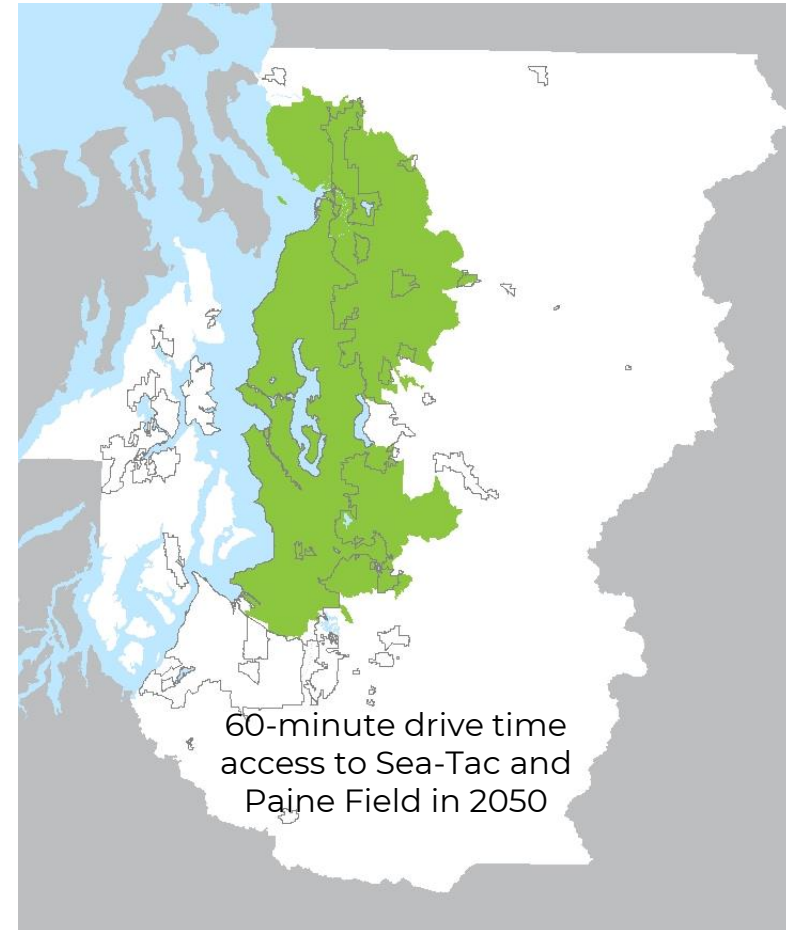 60-minute drive time
access to Sea-Tac and
Paine Field in 2050